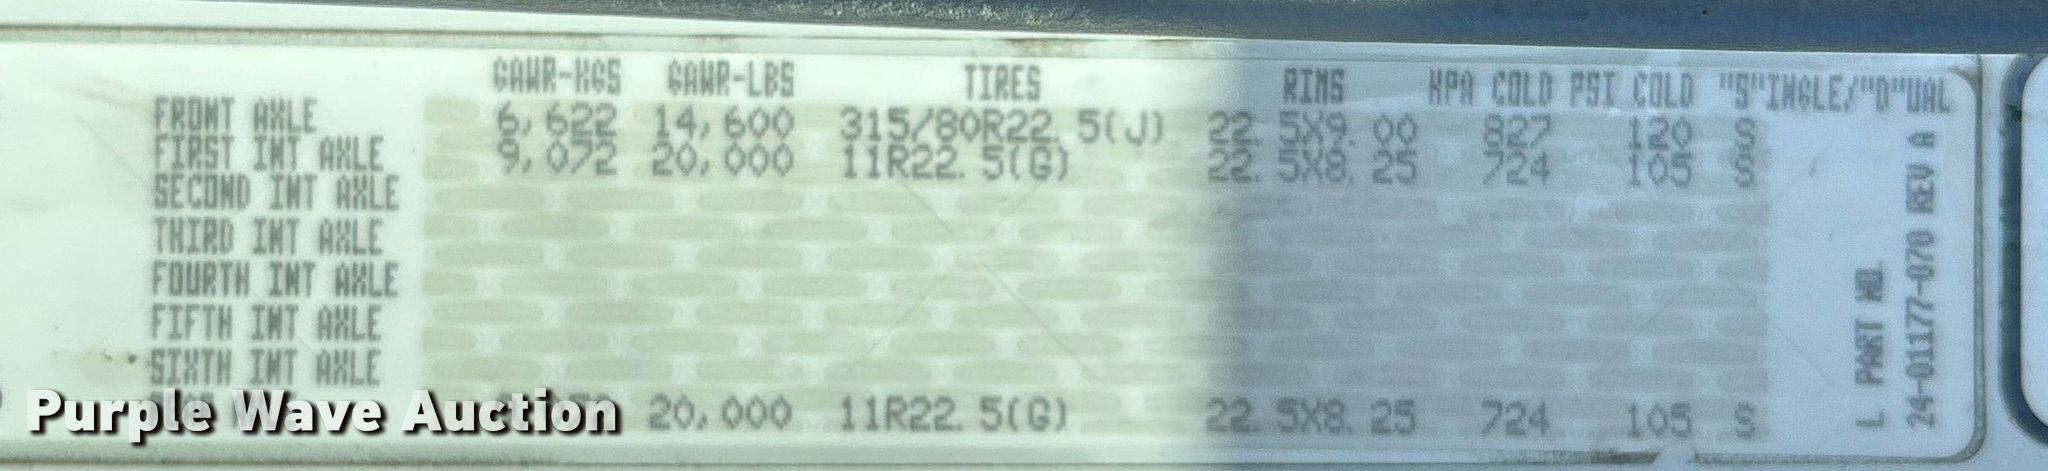 GAWR-KGS GAWR-LBS TIRES RIMS KPA COLD PSI COLD "S"INGLE/"D"UAL
FRONT AXLE 6,622 14,600 315/80R22.5(J) 22.5X9.00 827 120 S
FIRST INT AXLE 9,072 20,000 11R22.5(G) 22.5X8.25 724 105 S
SECOND INT AXLE
THIRD INT AXLE
FOURTH INT AXLE
FIFTH INT AXLE
SIXTH INT AXLE
20,000 11R22.5(G) 22.5X8.25 724 105 S
L PART NO.
24-01177-070 REV A
Purple Wave Auction